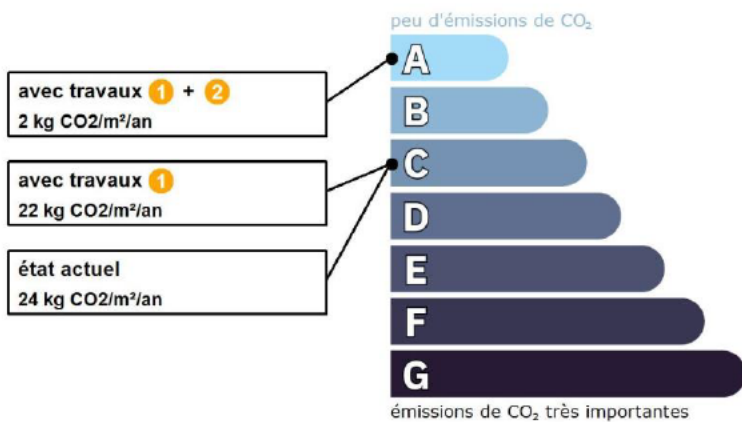 peu d'émissions de CO₂
A
avec travaux 1 + 2
2 kg CO2/m²/an
B
C
avec travaux 1
22 kg CO2/m²/an
D
E
état actuel
24 kg CO2/m²/an
F
G
émissions de CO₂ très importantes